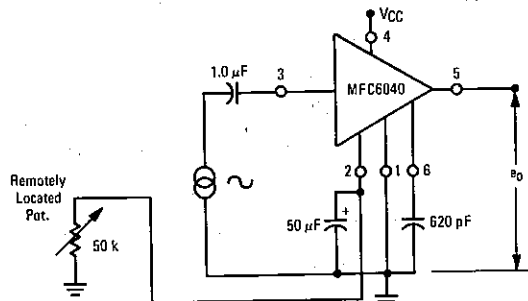 VCC
4
1.0 µF
3
MFC6040
5
2
1
6
eo
Remotely
Located
Pot.
50 k
50 µF
+
620 pF